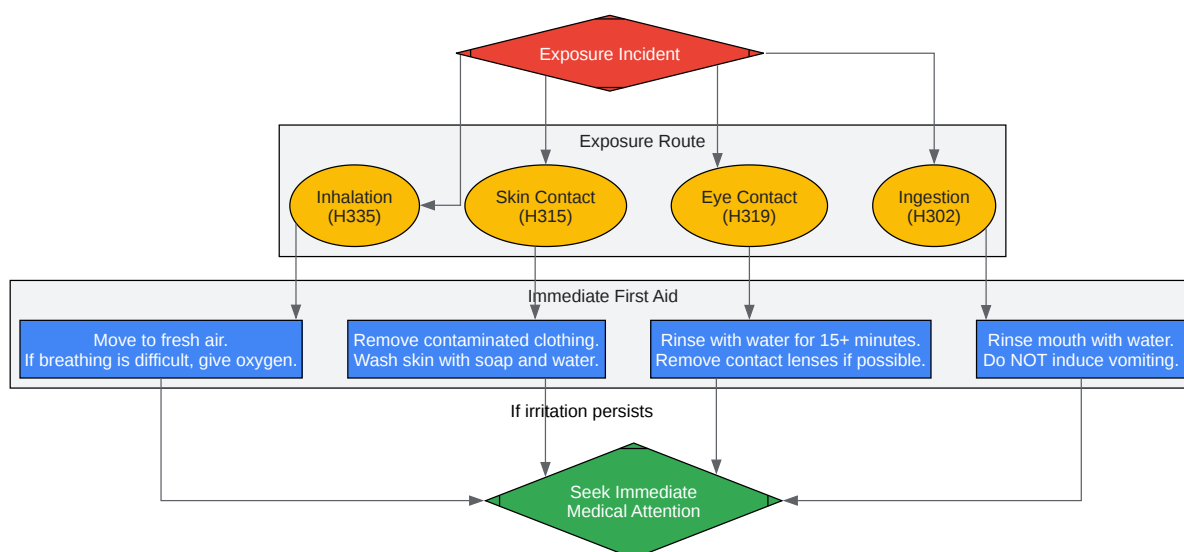 Exposure Incident
Exposure Route
Inhalation
(H335)
Skin Contact
(H315)
Eye Contact
(H319)
Ingestion
(H302)
Immediate First Aid
Move to fresh air.
If breathing is difficult, give oxygen.
Remove contaminated clothing.
Wash skin with soap and water.
Rinse with water for 15+ minutes.
Remove contact lenses if possible.
Rinse mouth with water.
Do NOT induce vomiting.
If irritation persists
Seek Immediate
Medical Attention